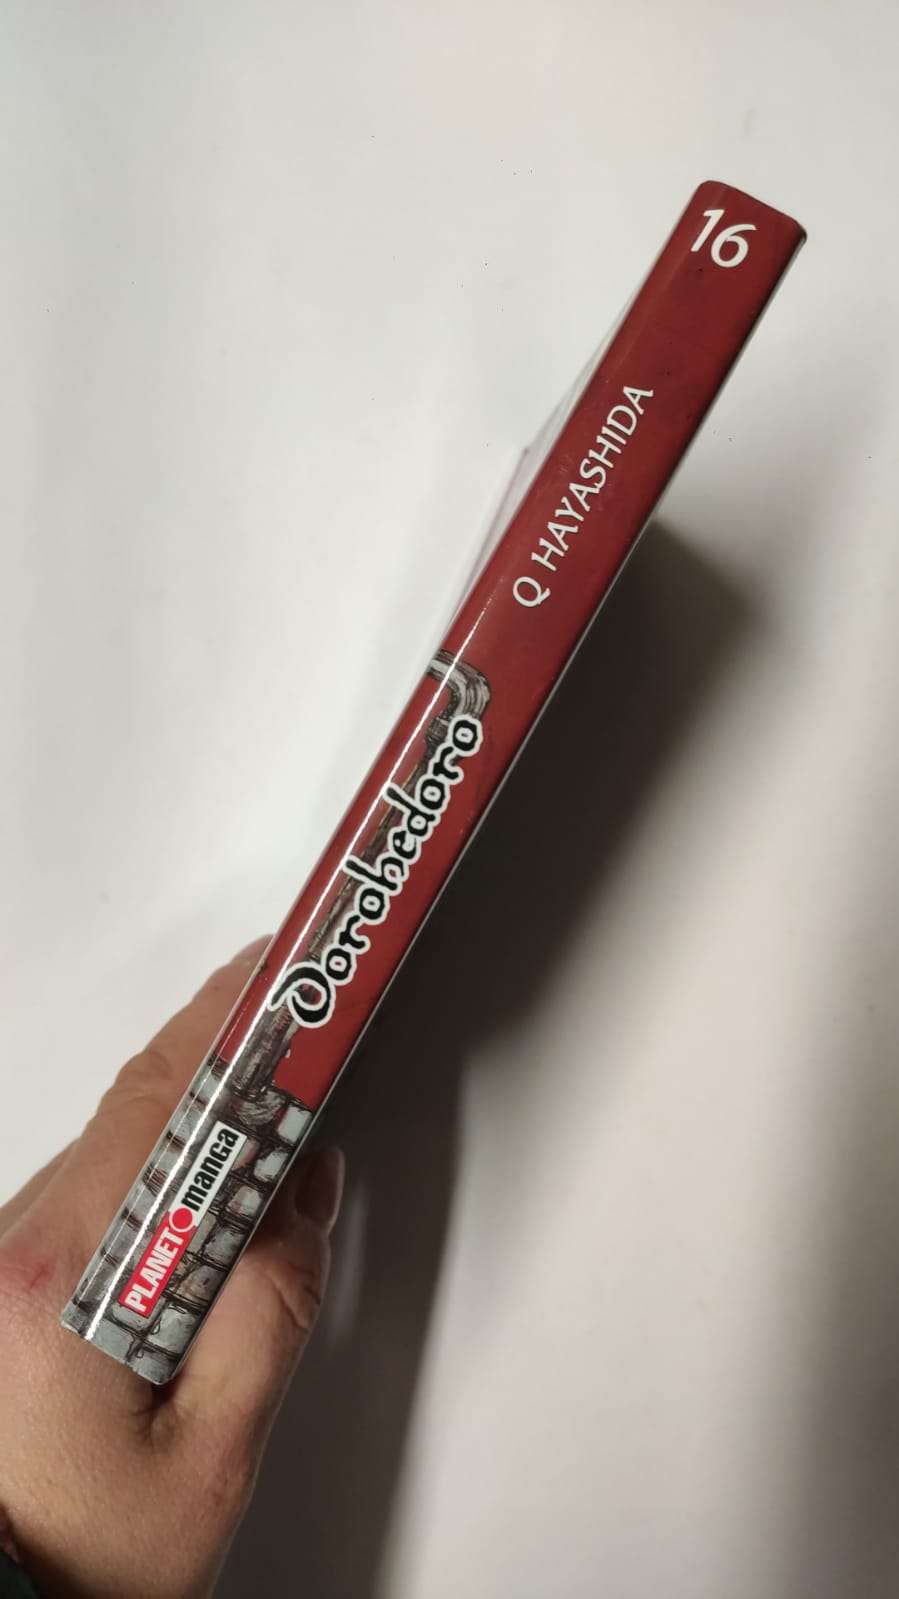 16
Q HAYASHIDA
Dorohedoro
PLANET manga